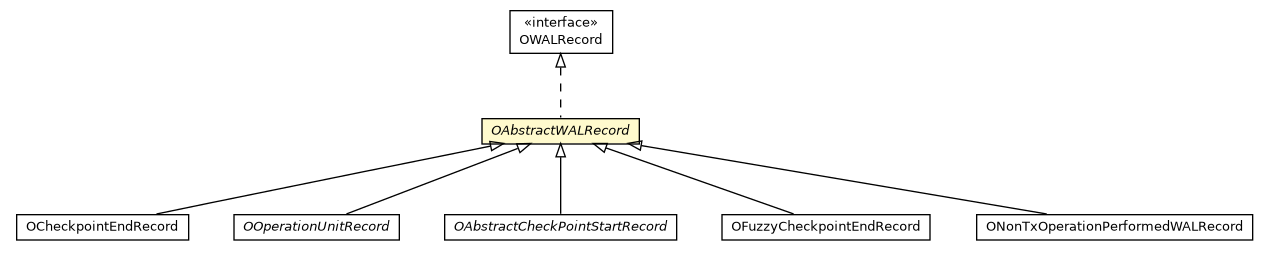 «interface»
OWALRecord
OAbstractWALRecord
OCheckpointEndRecord
OOperationUnitRecord
OAbstractCheckPointStartRecord
OFuzzyCheckpointEndRecord
ONonTxOperationPerformedWALRecord